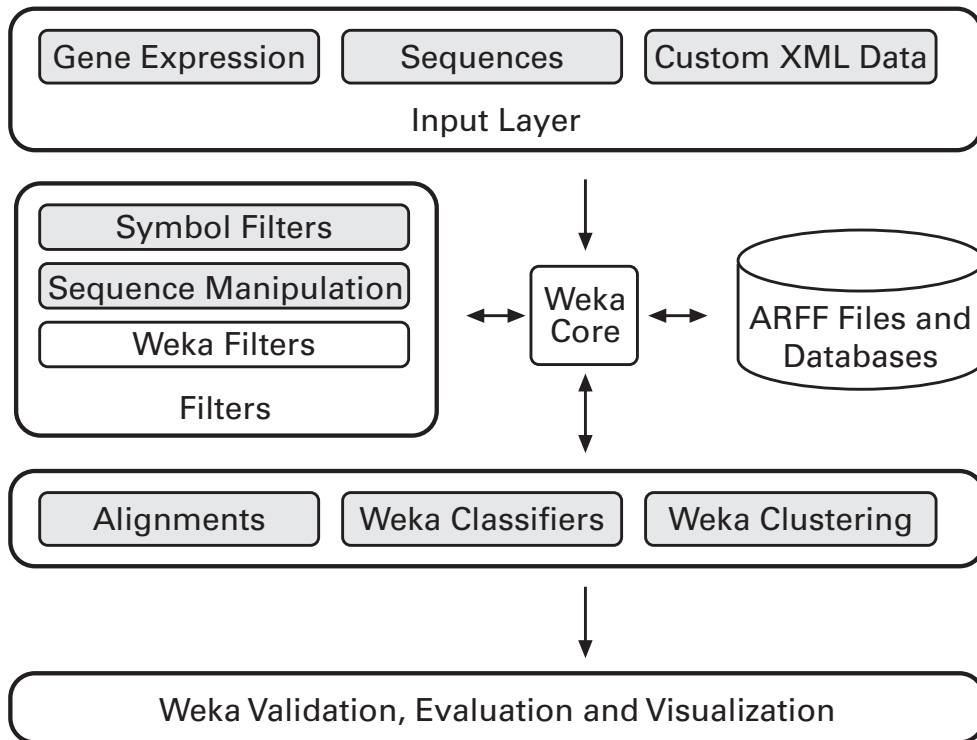 Gene Expression
Sequences
Custom XML Data
Input Layer
Symbol Filters
Sequence Manipulation
Weka Filters
Filters
Weka
Core
ARFF Files and
Databases
Alignments
Weka Classifiers
Weka Clustering
Weka Validation, Evaluation and Visualization